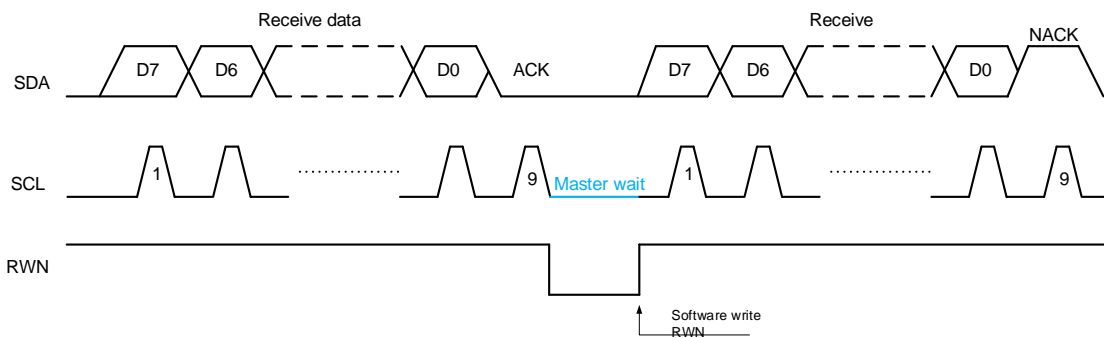 Receive data
Receive
NACK
SDA
D7
D6
D0
ACK
D7
D6
D0
SCL
1
9
Master wait
1
9
RWN
Software write
RWN